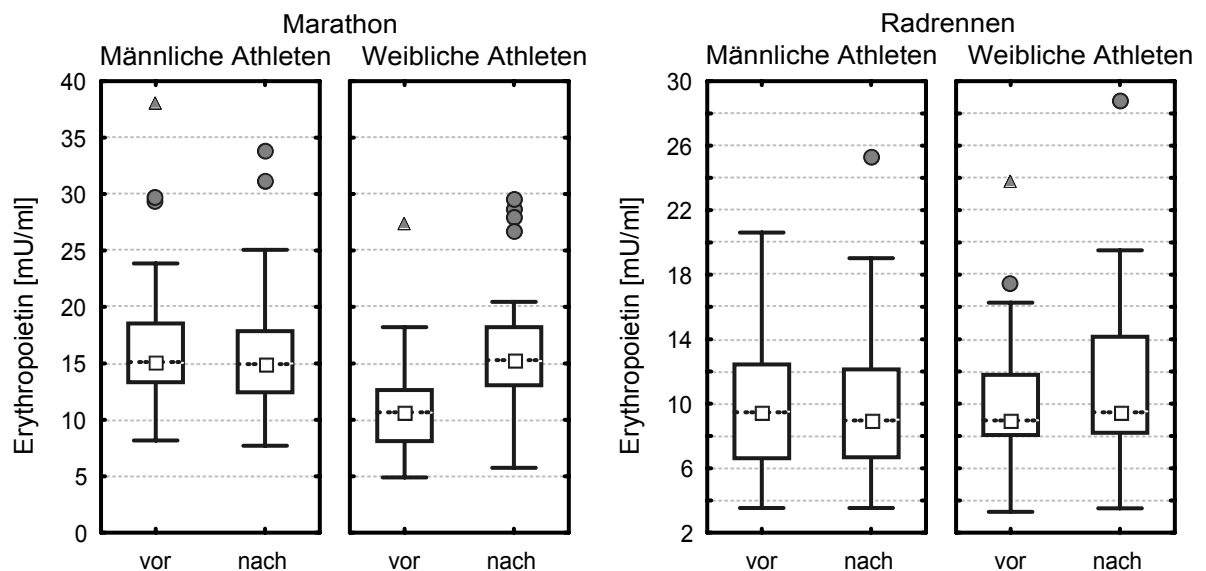 Marathon
Männliche Athleten Weibliche Athleten
Erythropoietin [mU/ml]
40
35
30
25
20
15
10
5
0
vor nach vor nach
Radrennen
Männliche Athleten Weibliche Athleten
Erythropoietin [mU/ml]
30
26
22
18
14
10
6
2
vor nach vor nach